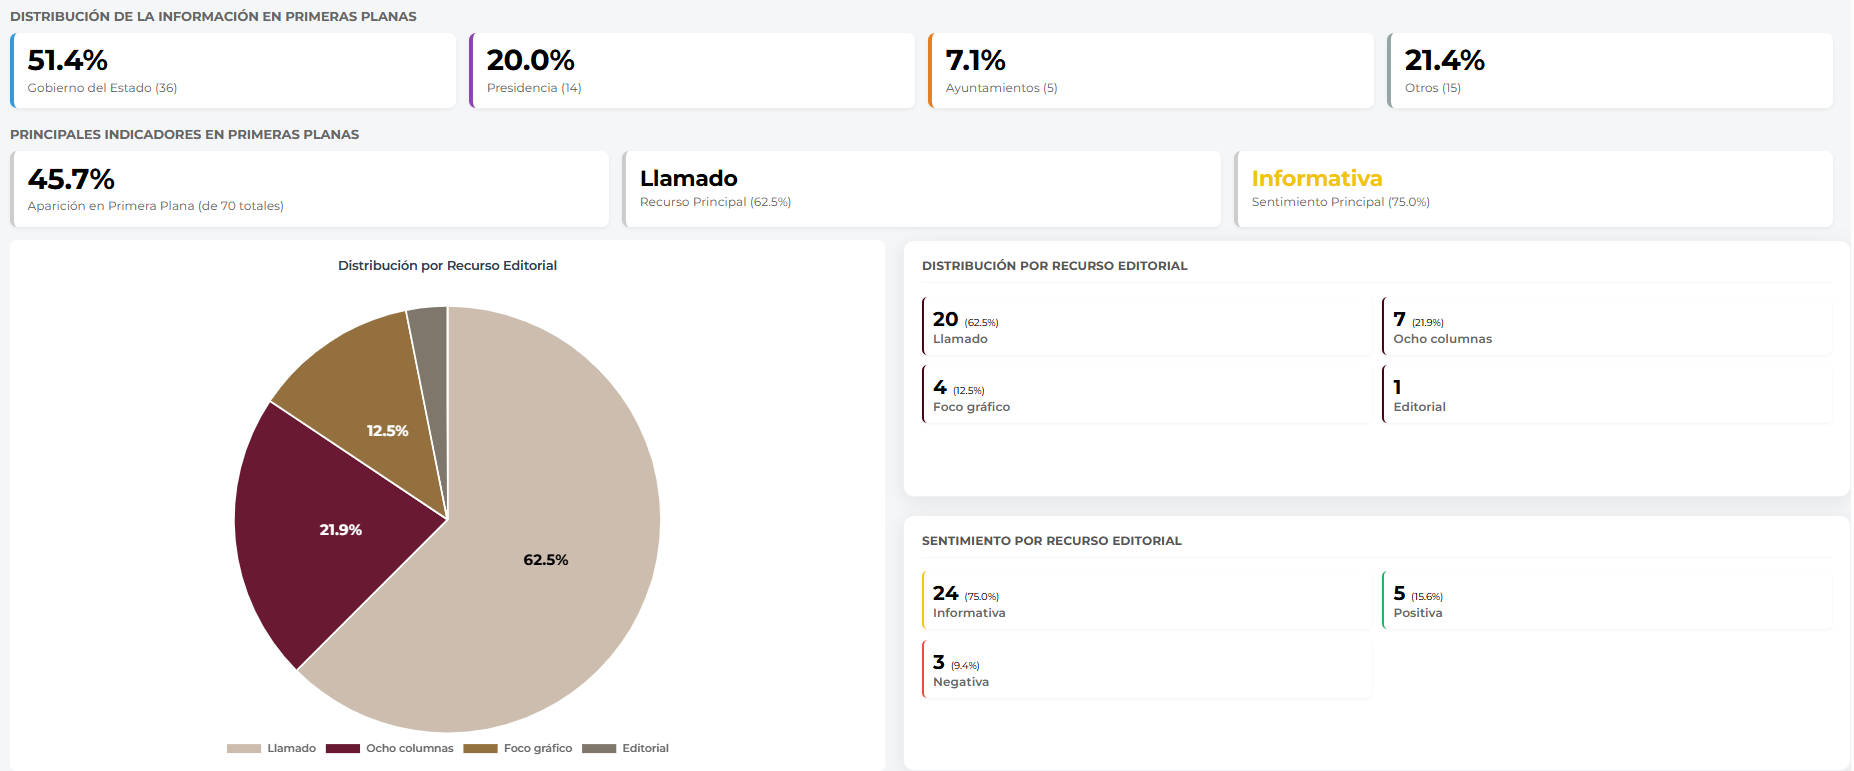 DISTRIBUCIÓN DE LA INFORMACIÓN EN PRIMERAS PLANAS
51.4%
Gobierno del Estado (36)
20.0%
Presidencia (14)
7.1%
Ayuntamientos (5)
21.4%
Otros (15)
PRINCIPALES INDICADORES EN PRIMERAS PLANAS
45.7%
Aparición en Primera Plana (de 70 totales)
Llamado
Recurso Principal (62.5%)
Informativa
Sentimiento Principal (75.0%)
Distribución por Recurso Editorial
12.5%
21.9%
62.5%
Llamado
Ocho columnas
Foco gráfico
Editorial
DISTRIBUCIÓN POR RECURSO EDITORIAL
20 (62.5%)
Llamado
7 (21.9%)
Ocho columnas
4 (12.5%)
Foco gráfico
1
Editorial
SENTIMIENTO POR RECURSO EDITORIAL
24 (75.0%)
Informativa
5 (15.6%)
Positiva
3 (9.4%)
Negativa